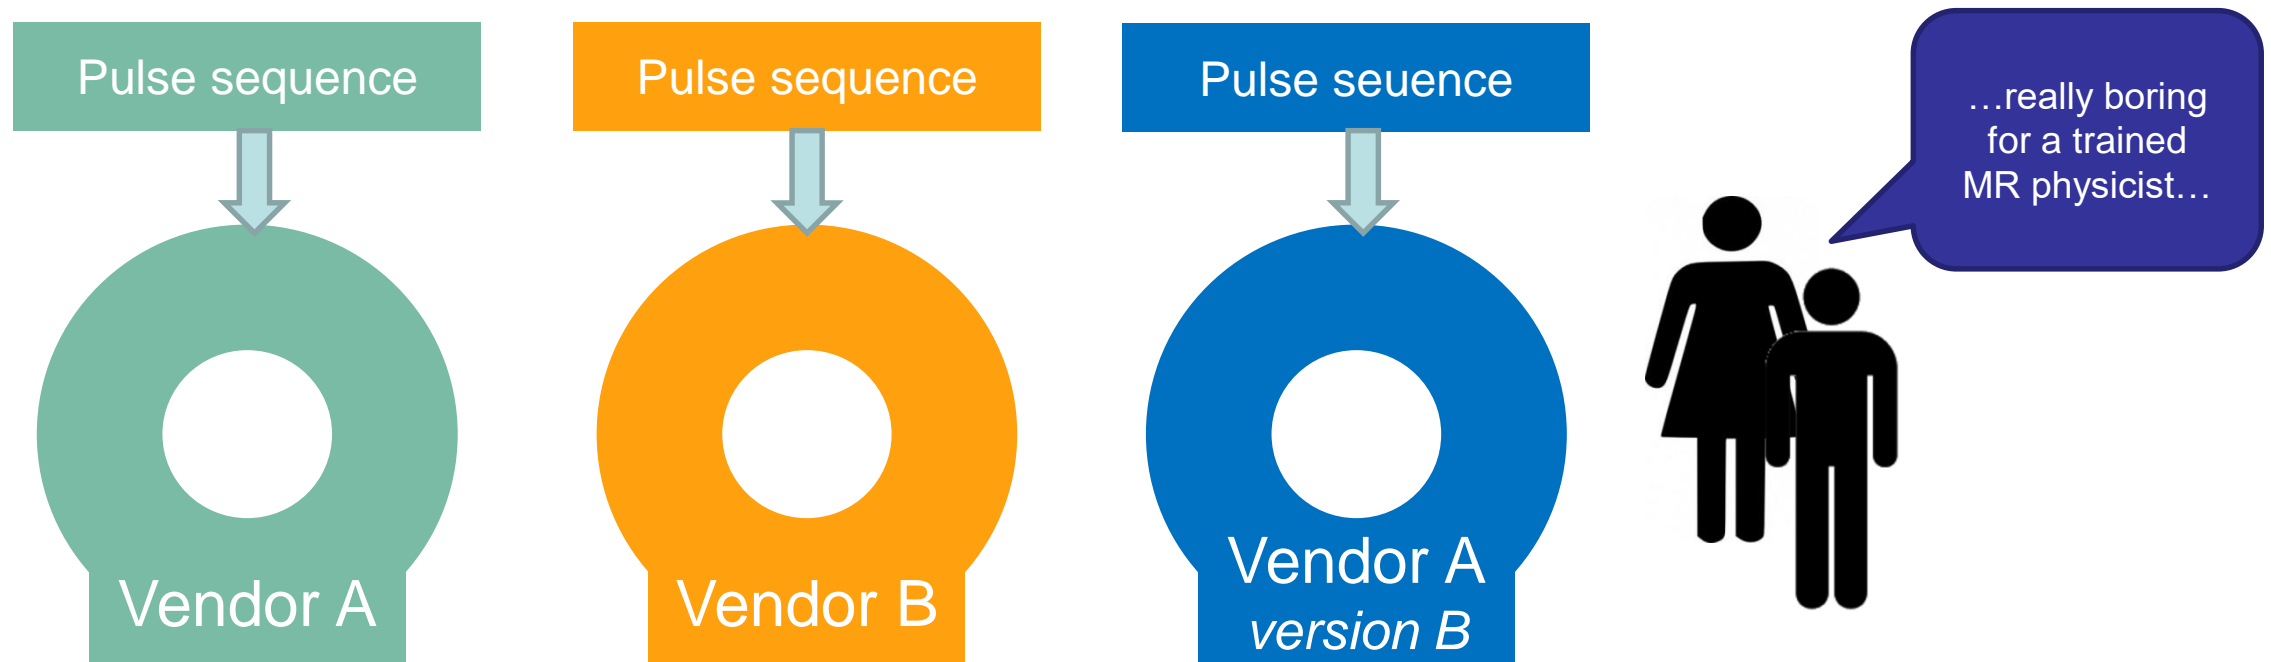 Pulse sequence
Pulse sequence
Pulse seuence
…really boring
for a trained
MR physicist…
Vendor A
Vendor B
Vendor A
version B